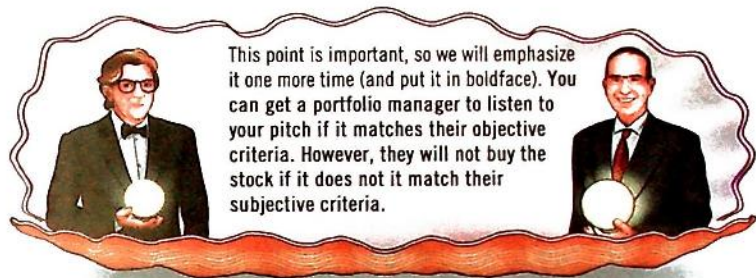 This point is important, so we will emphasize
it one more time (and put it in boldface). You
can get a portfolio manager to listen to
your pitch if it matches their objective
criteria. However, they will not buy the
stock if it does not it match their
subjective criteria.